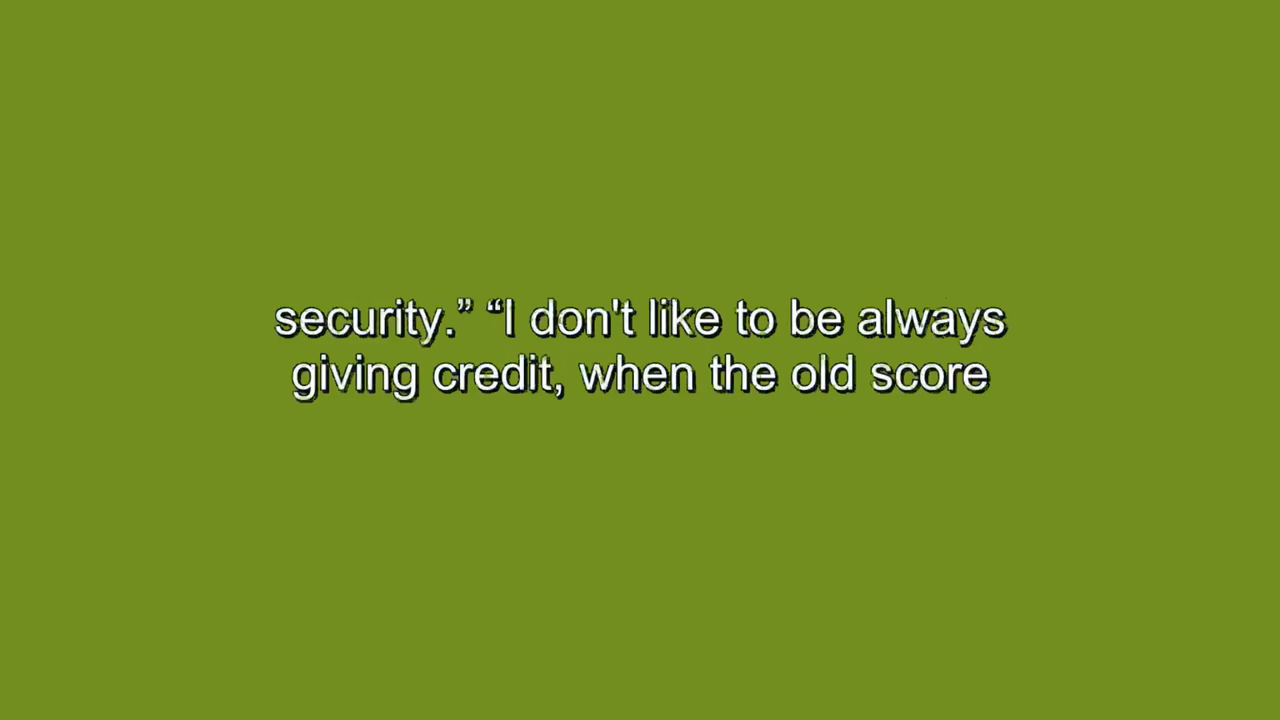 security.” “I don't like to be always
giving credit, when the old score